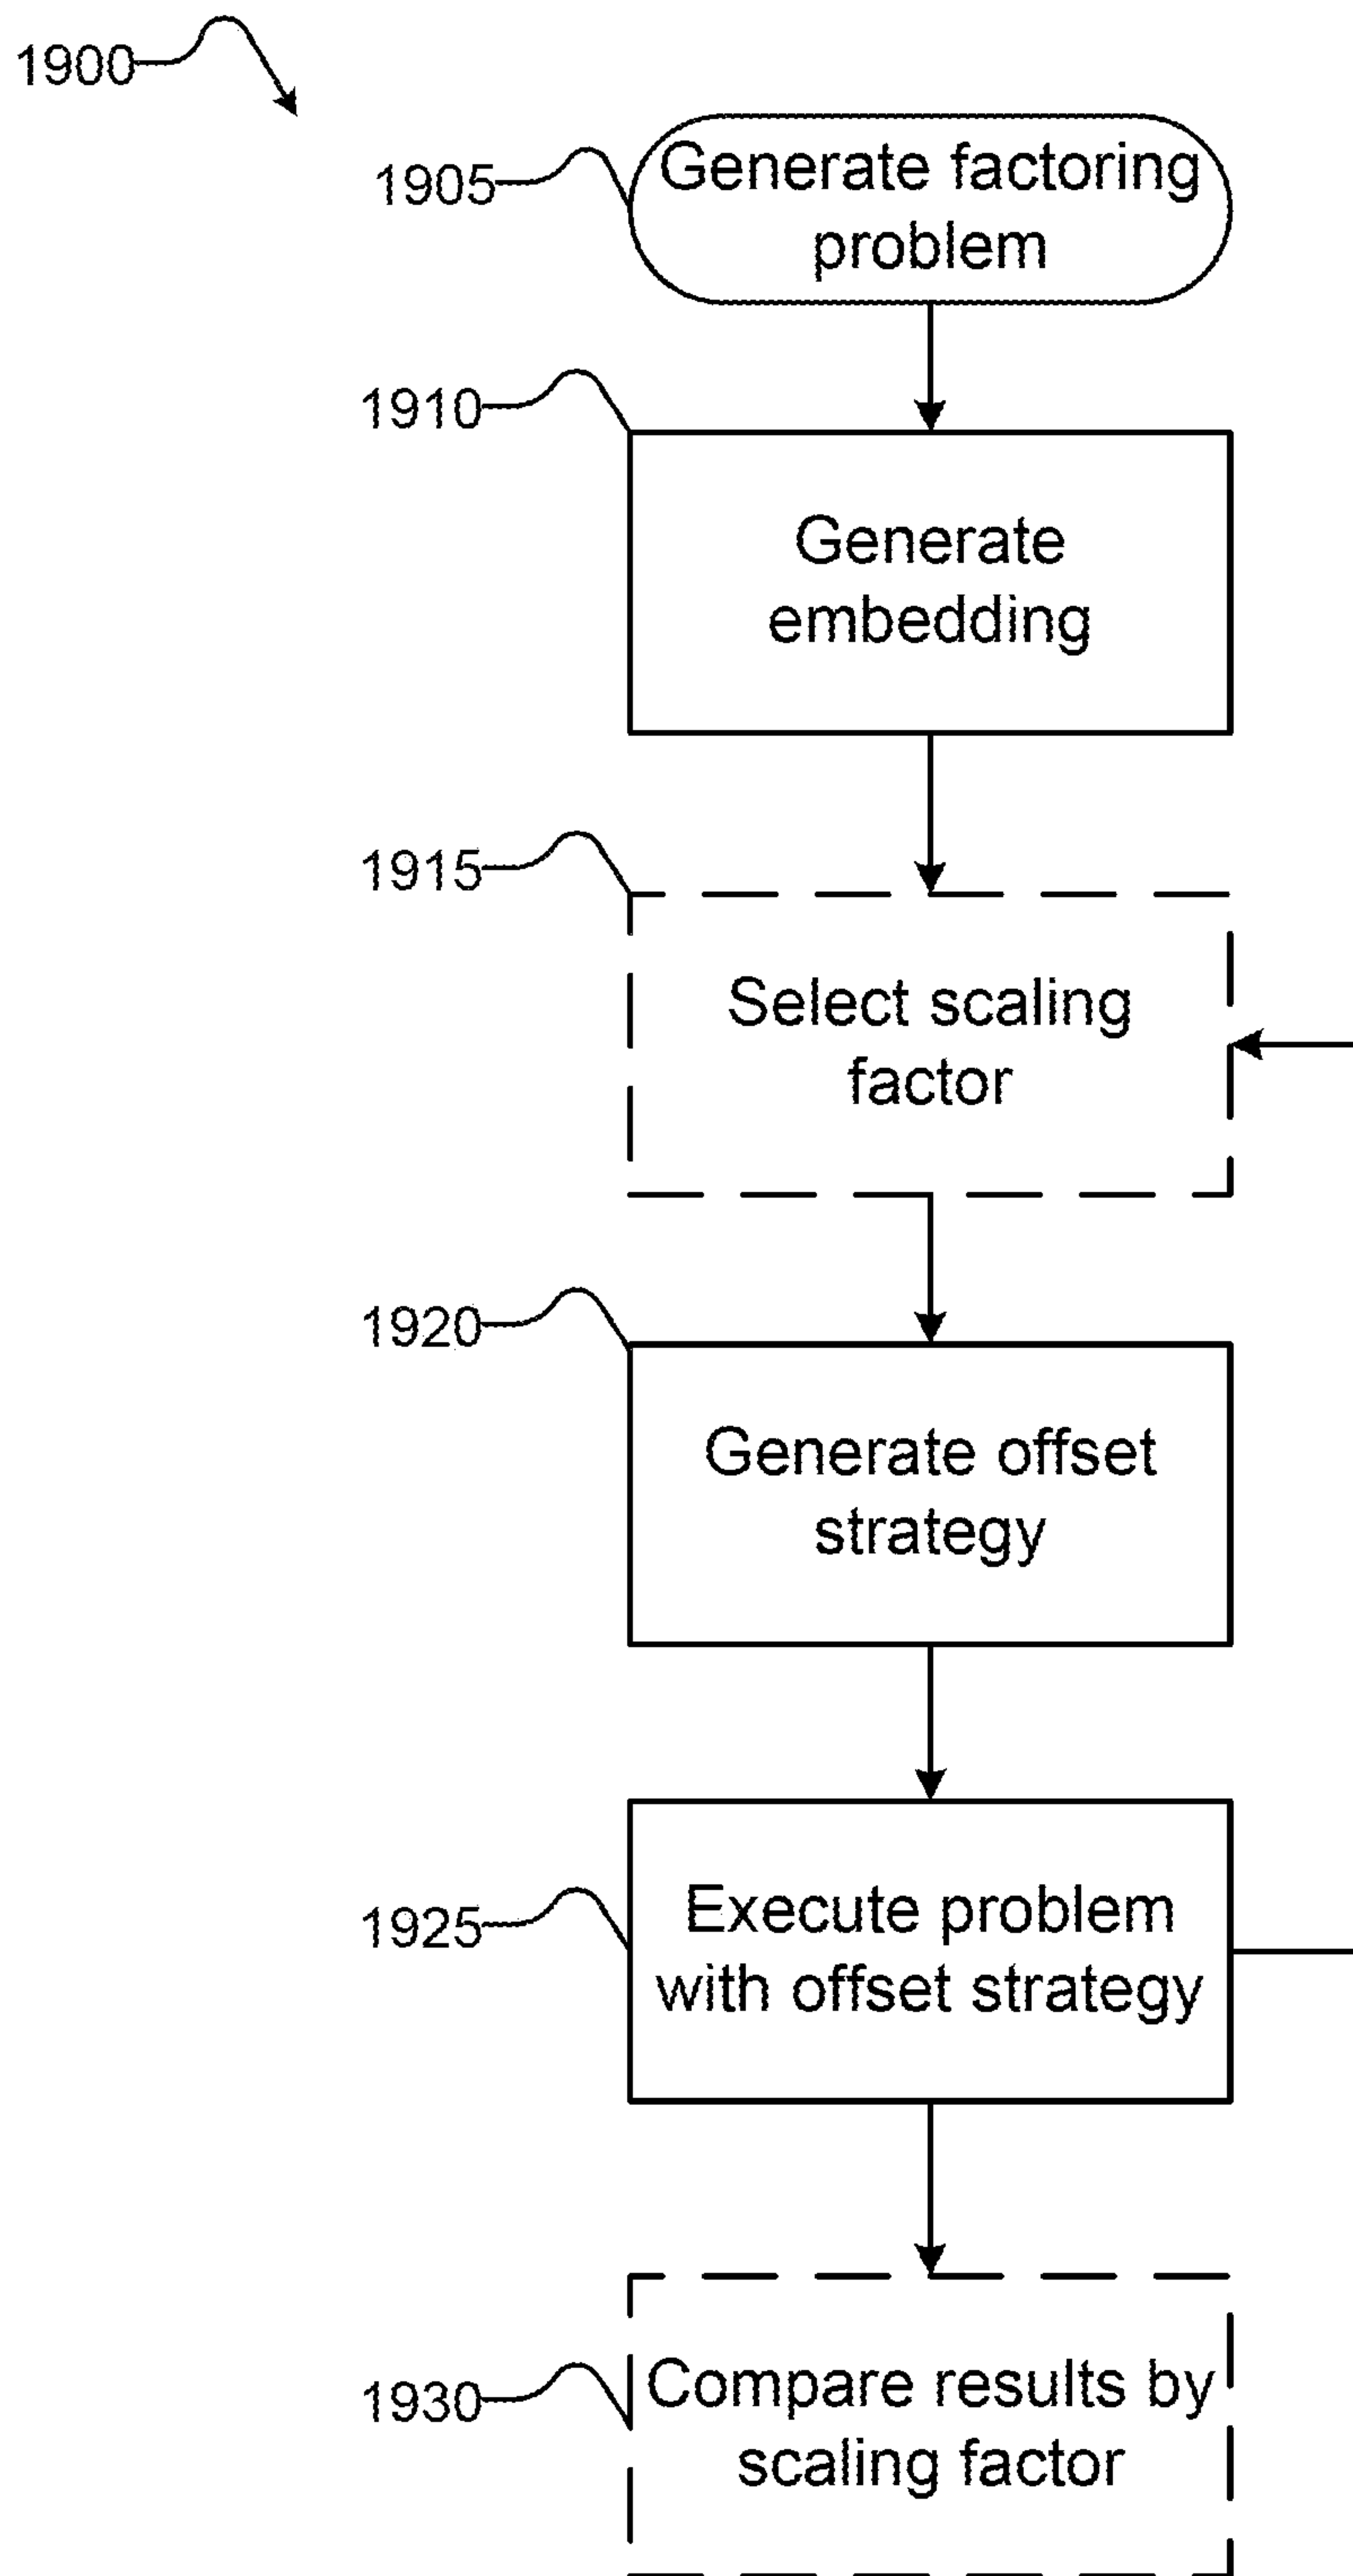 1900
1905
Generate factoring
problem
1910
Generate
embedding
1915
Select scaling
factor
1920
Generate offset
strategy
1925
Execute problem
with offset strategy
1930
Compare results by
scaling factor